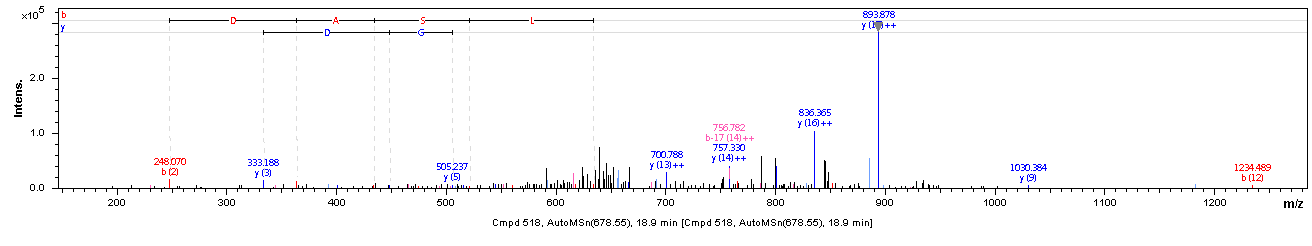 ×10⁵
b
y
D A S L
D G
893.878
2.0
836.365
y (16)++
756.782
b-17 (14)++
757.330
y (14)++
1.0
700.788
y (13)++
248.070
b (2)
333.188
y (3)
505.237
y (5)
1030.384
y (9)
1234.489
b (12)
0.0
Intens.
200 300 400 500 600 700 800 900 1000 1100 1200 m/z
Cmpd 518, AutoMSn(678.55), 18.9 min [Cmpd 518, AutoMSn(678.55), 18.9 min]